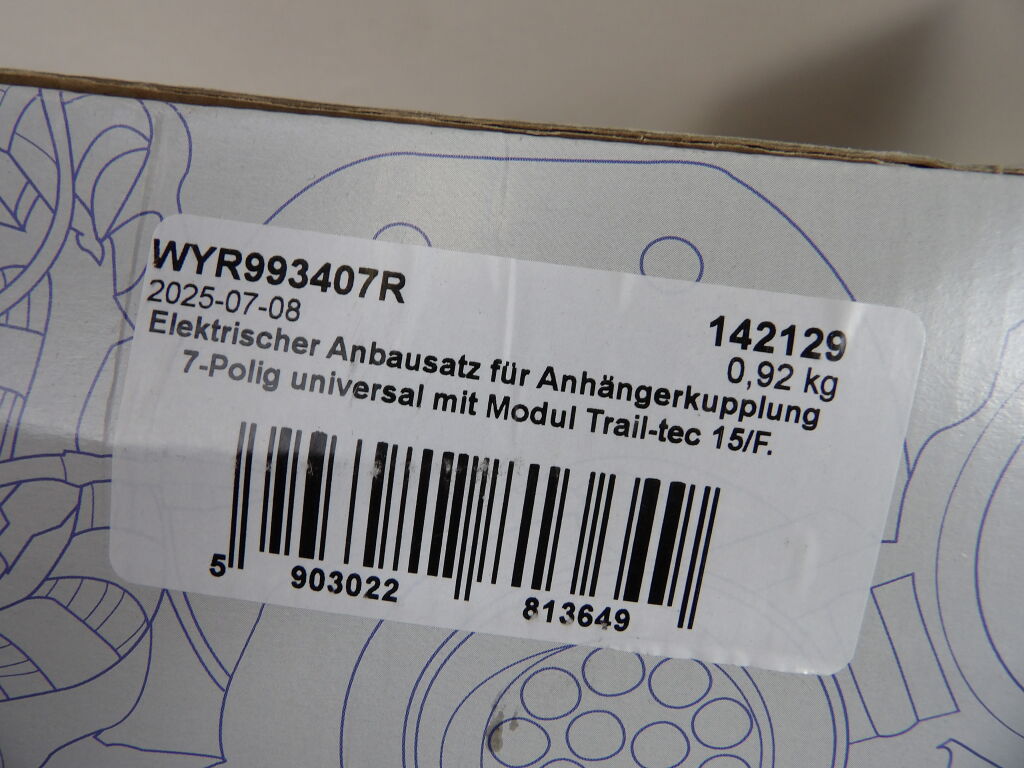 WYR993407R
2025-07-08
142129
0,92 kg
Elektrischer Anbausatz für Anhängerkupplung
7-Polig universal mit Modul Trail-tec 15/F.
5 903022 813649